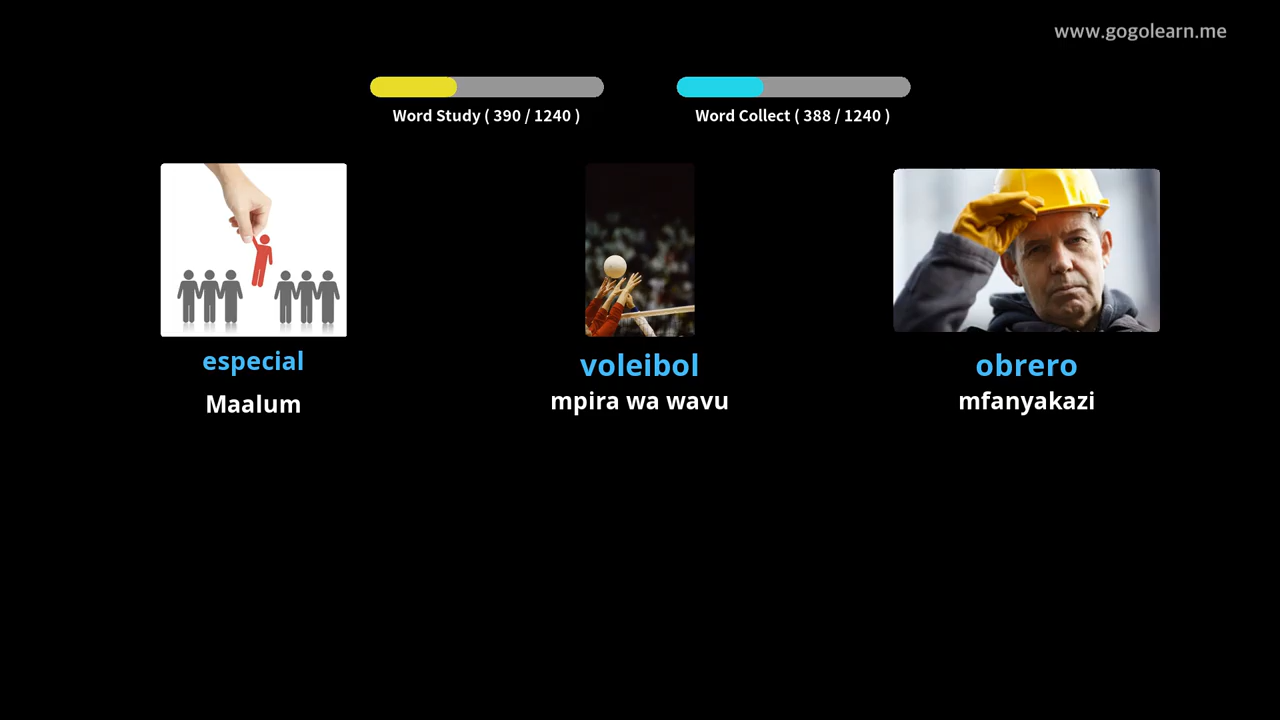 www.gogolearn.me
Word Study ( 390 / 1240 )
Word Collect ( 388 / 1240 )
especial
Maalum
voleibol
mpira wa wavu
obrero
mfanyakazi